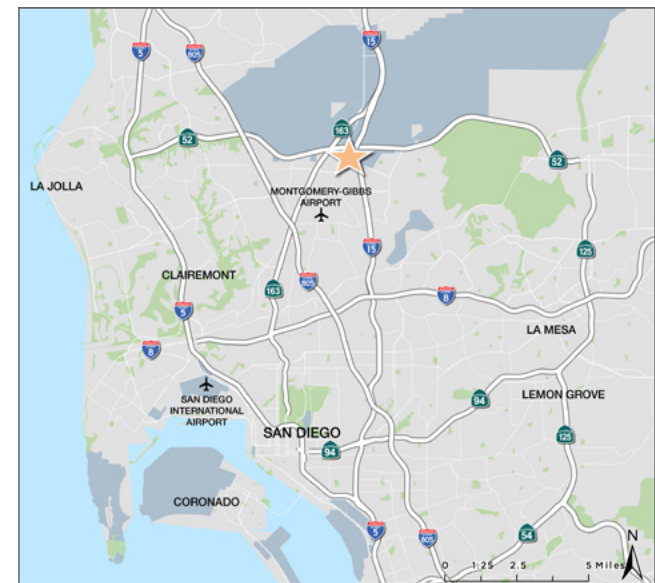 5
805
15
163
52
52
LA JOLLA
MONTGOMERY-GIBBS
AIRPORT
15
125
CLAIREMONT
805
163
8
5
LA MESA
8
SAN DIEGO
INTERNATIONAL
AIRPORT
94
LEMON GROVE
SAN DIEGO
125
94
CORONADO
5
805
54
N
0 1.25 2.5 5 Miles